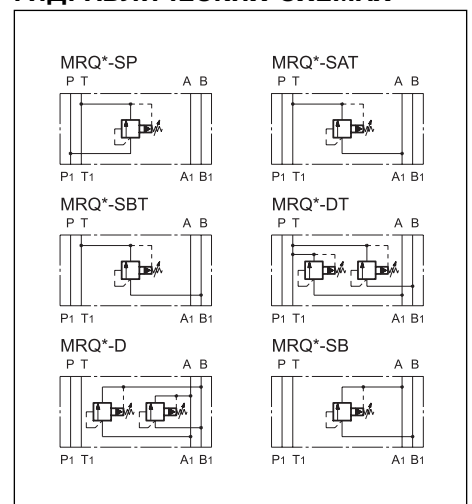 MRQ*-SP
P T A B
P1 T1 A1 B1
MRQ*-SAT
P T A B
P1 T1 A1 B1
MRQ*-SBT
P T A B
P1 T1 A1 B1
MRQ*-DT
P T A B
P1 T1 A1 B1
MRQ*-D
P T A B
P1 T1 A1 B1
MRQ*-SB
P T A B
P1 T1 A1 B1